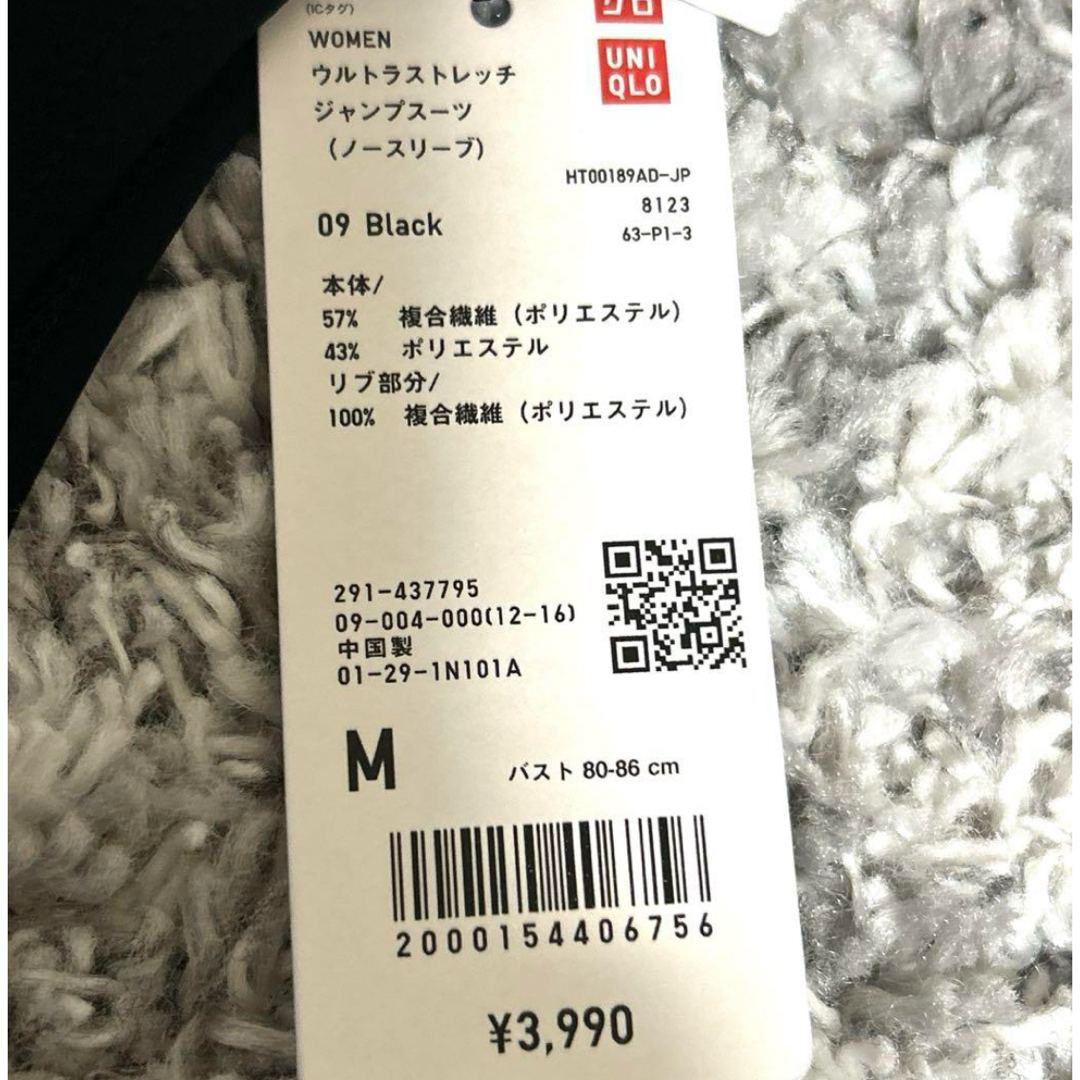 (ICタグ)
WOMEN
ウルトラストレッチ
ジャンプスーツ
（ノースリーブ）
UNI
QLO
HT00189AD-JP
8123
63-P1-3
09 Black
本体/
57% 複合繊維（ポリエステル）
43% ポリエステル
リブ部分/
100% 複合繊維（ポリエステル）
291-437795
09-004-000(12-16)
中国製
01-29-1N101A
M
バスト 80-86 cm
2000154406756
¥3,990